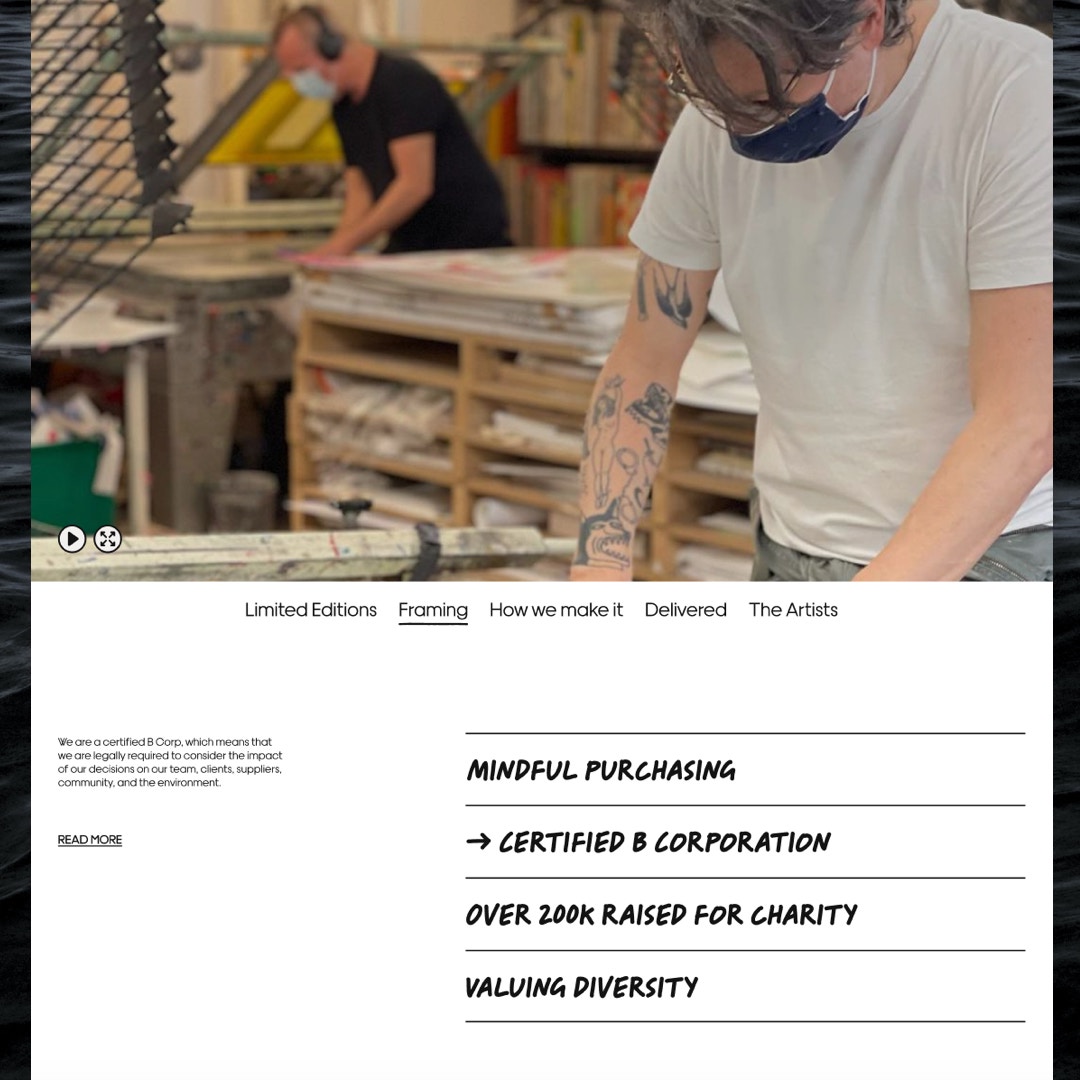 Limited Editions Framing How we make it Delivered The Artists
We are a certified B Corp, which means that
we are legally required to consider the impact
of our decisions on our team, clients, suppliers,
community, and the environment.
READ MORE
MINDFUL PURCHASING
→ CERTIFIED B CORPORATION
OVER 200K RAISED FOR CHARITY
VALUING DIVERSITY